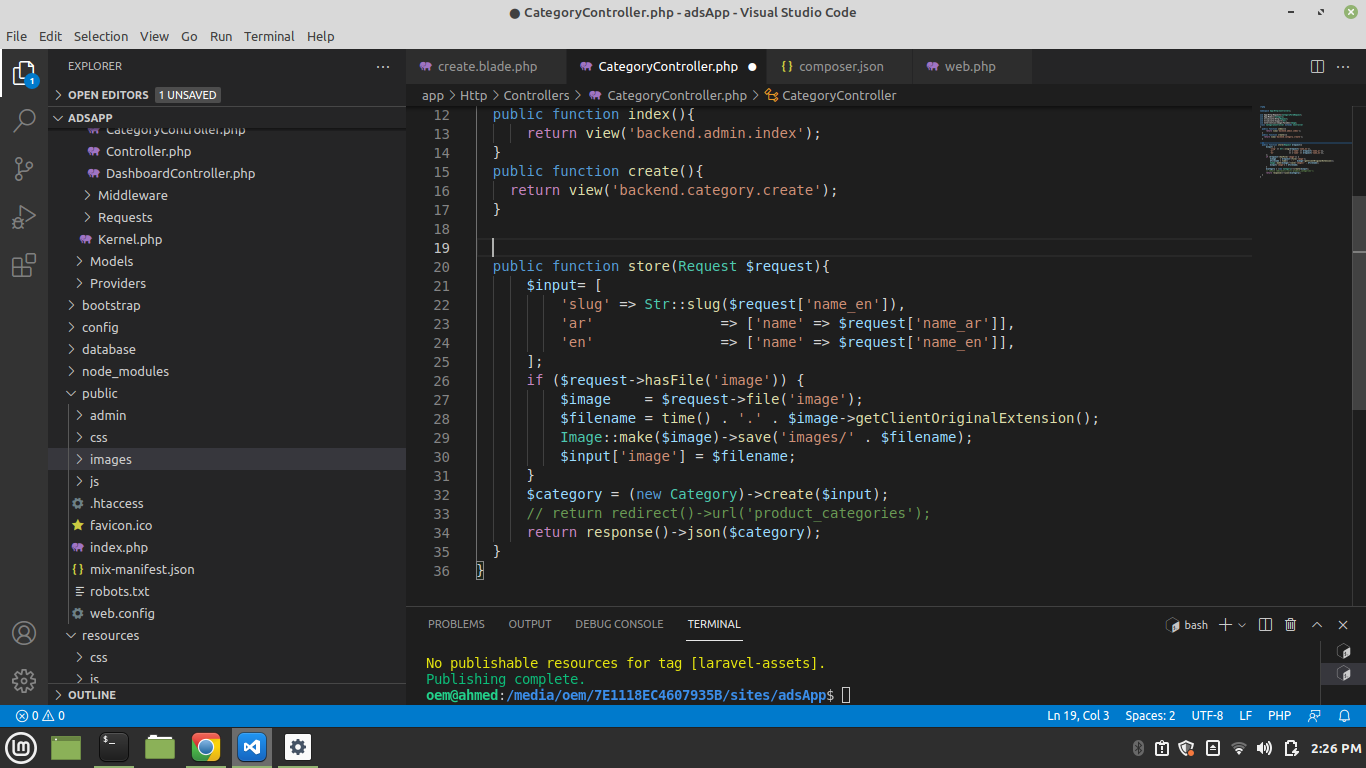 ● CategoryController.php - adsApp - Visual Studio Code
File Edit Selection View Go Run Terminal Help
1
EXPLORER
OPEN EDITORS 1 UNSAVED
ADSAPP
CategoryController.php
Controller.php
DashboardController.php
Middleware
Requests
Kernel.php
Models
Providers
bootstrap
config
database
node_modules
public
admin
css
images
js
.htaccess
favicon.ico
index.php
mix-manifest.json
robots.txt
web.config
resources
css
js
OUTLINE
create.blade.php CategoryController.php ● composer.json web.php
app > Http > Controllers > CategoryController.php > CategoryController
12 public function index(){
13 return view('backend.admin.index');
14 }
15 public function create(){
16 return view('backend.category.create');
17 }
18
19
20 public function store(Request $request){
21 $input= [
22 'slug' => Str::slug($request['name_en']),
23 'ar' => ['name' => $request['name_ar']],
24 'en' => ['name' => $request['name_en']],
25 ];
26 if ($request->hasFile('image')) {
27 $image = $request->file('image');
28 $filename = time() . '.' . $image->getClientOriginalExtension();
29 Image::make($image)->save('images/' . $filename);
30 $input['image'] = $filename;
31 }
32 $category = (new Category)->create($input);
33 // return redirect()->url('product_categories');
34 return response()->json($category);
35 }
36 }
PROBLEMS OUTPUT DEBUG CONSOLE TERMINAL
bash
No publishable resources for tag [laravel-assets].
Publishing complete.
oem@ahmed:/media/oem/7E1118EC4607935B/sites/adsApp$
0 0
Ln 19, Col 3 Spaces: 2 UTF-8 LF PHP
2:26 PM